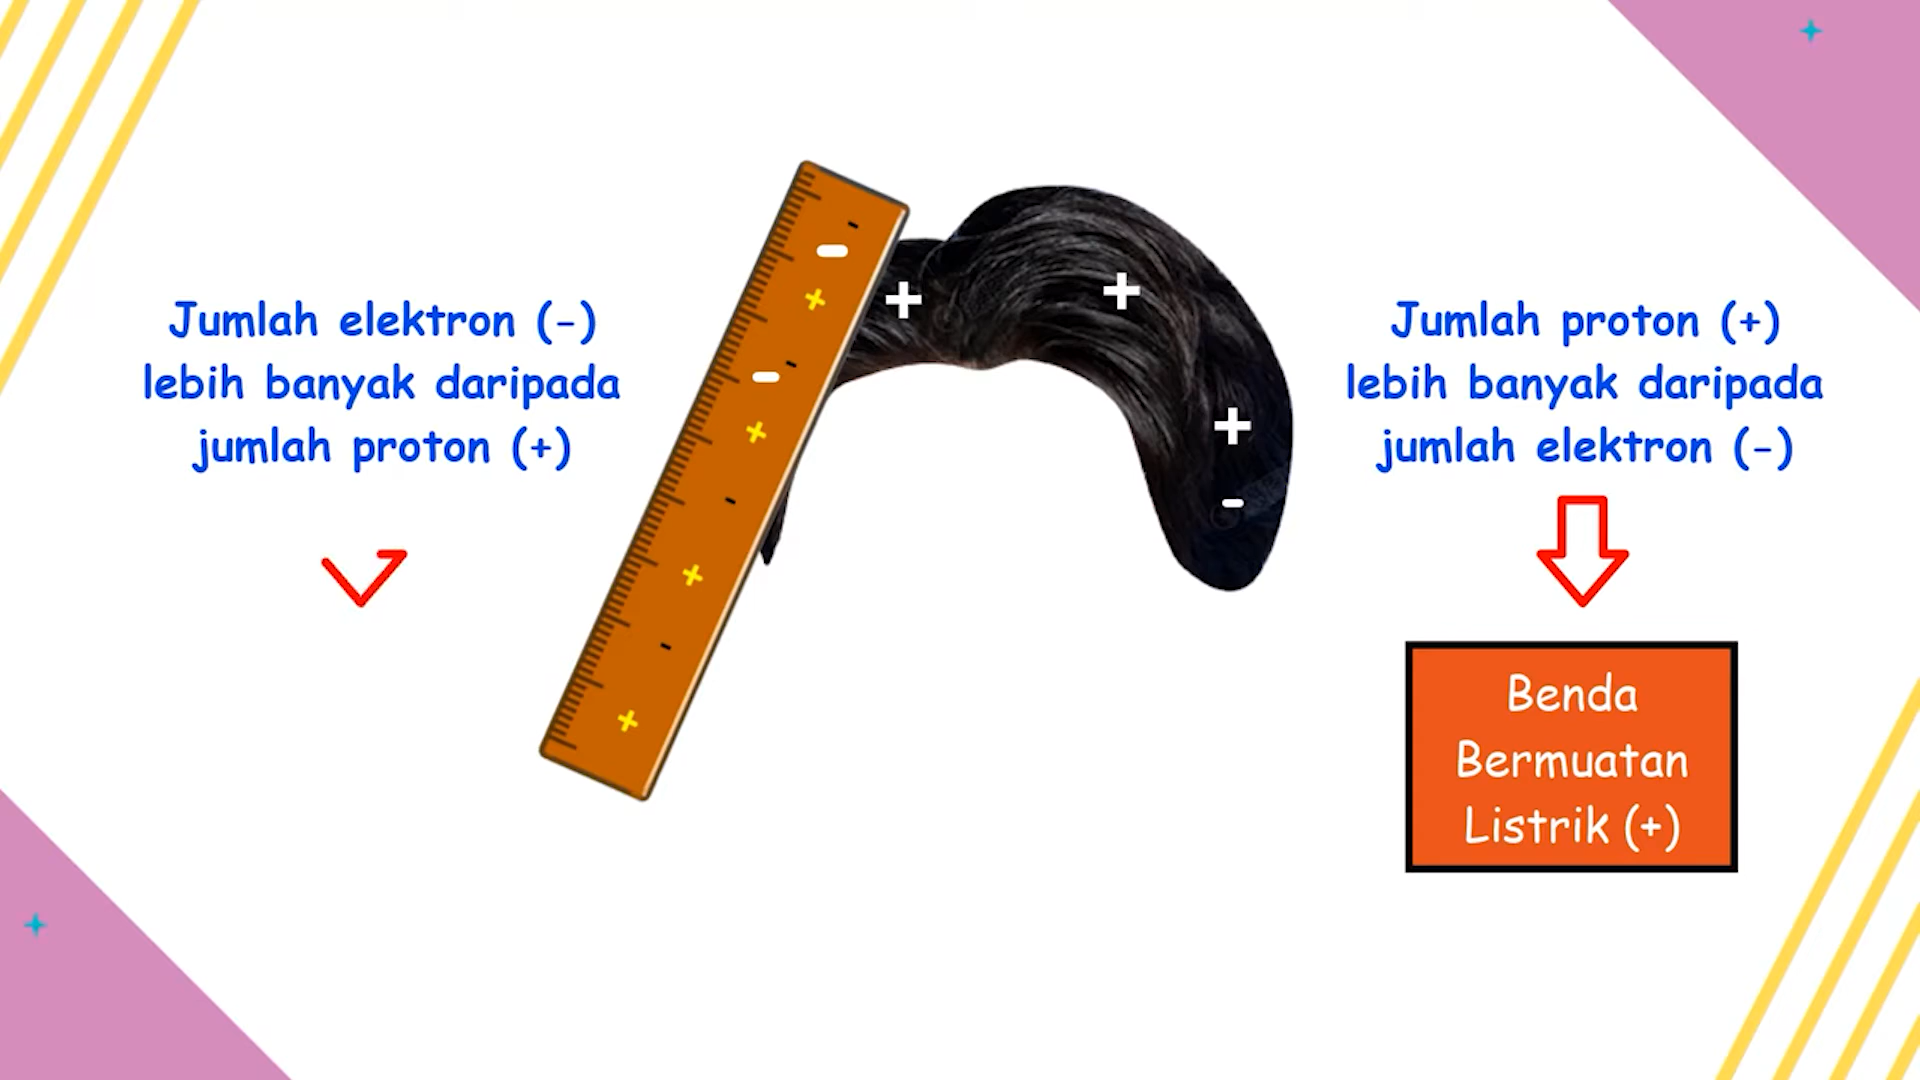 Jumlah elektron (-)
lebih banyak daripada
jumlah proton (+)
Jumlah proton (+)
lebih banyak daripada
jumlah elektron (-)
Benda
Bermuatan
Listrik (+)